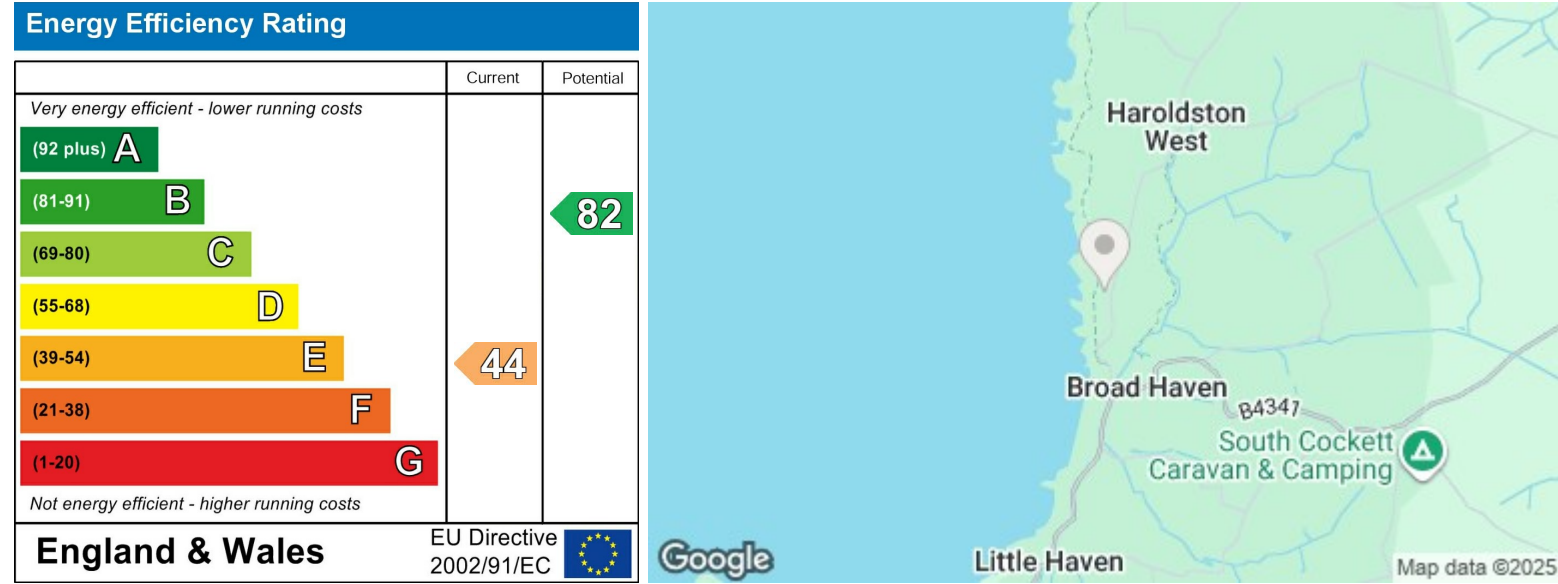 Energy Efficiency Rating
Current Potential
Very energy efficient - lower running costs
(92 plus) A
(81-91) B
82
(69-80) C
(55-68) D
(39-54) E
44
(21-38) F
(1-20) G
Not energy efficient - higher running costs
England & Wales
EU Directive
2002/91/EC
Haroldston
West
Broad Haven
B4341
South Cockett
Caravan & Camping
Little Haven
Google
Map data ©2025